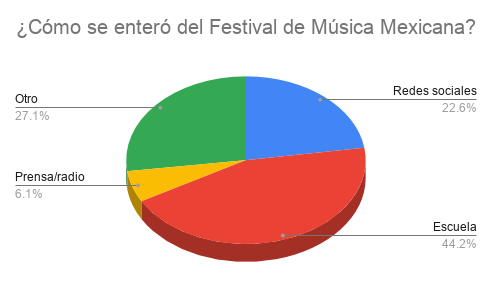 ¿Cómo se enteró del Festival de Música Mexicana?
Redes sociales
22.6%
Otro
27.1%
Prensa/radio
6.1%
Escuela
44.2%